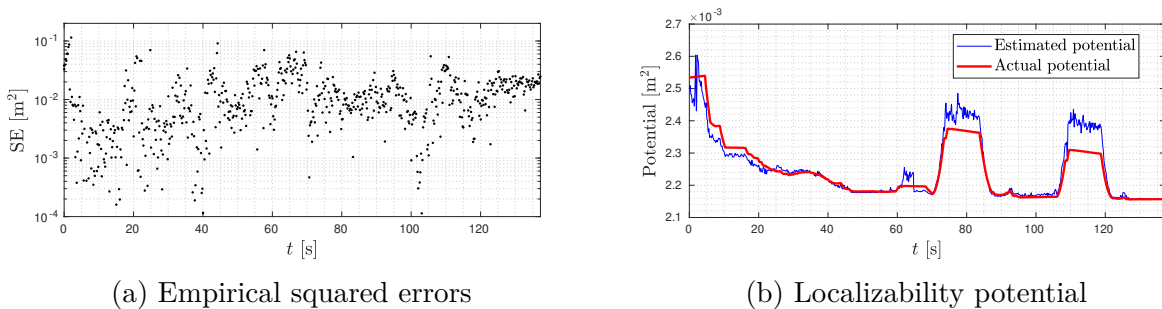 10^-1
10^-2
10^-3
10^-4
SE [m²]
0 20 40 60 80 100 120
t [s]
(a) Empirical squared errors
×10^-3
2.7
2.6
2.5
2.4
2.3
2.2
2.1
Potential [m²]
Estimated potential
Actual potential
0 20 40 60 80 100 120
t [s]
(b) Localizability potential